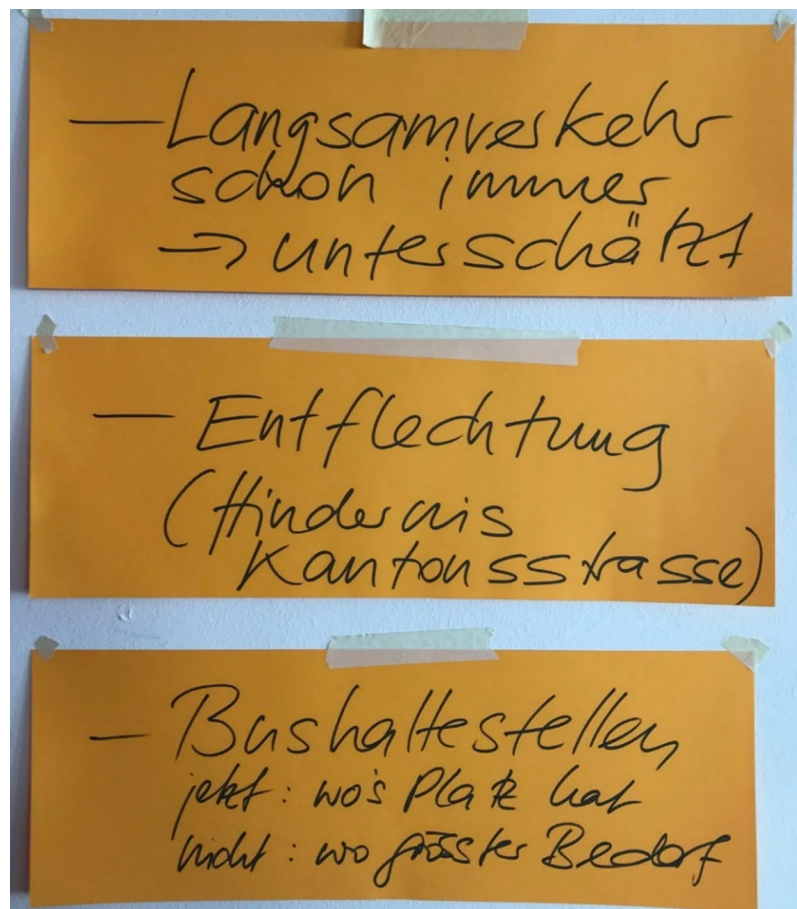 — Langsamverkehr
schon immer
→ unterschätzt
— Entflechtung
(Hindernis
Kantonsstrasse)
— Bushaltestellen
jetzt : wo's Platz hat
nicht : wo grösster Bedarf